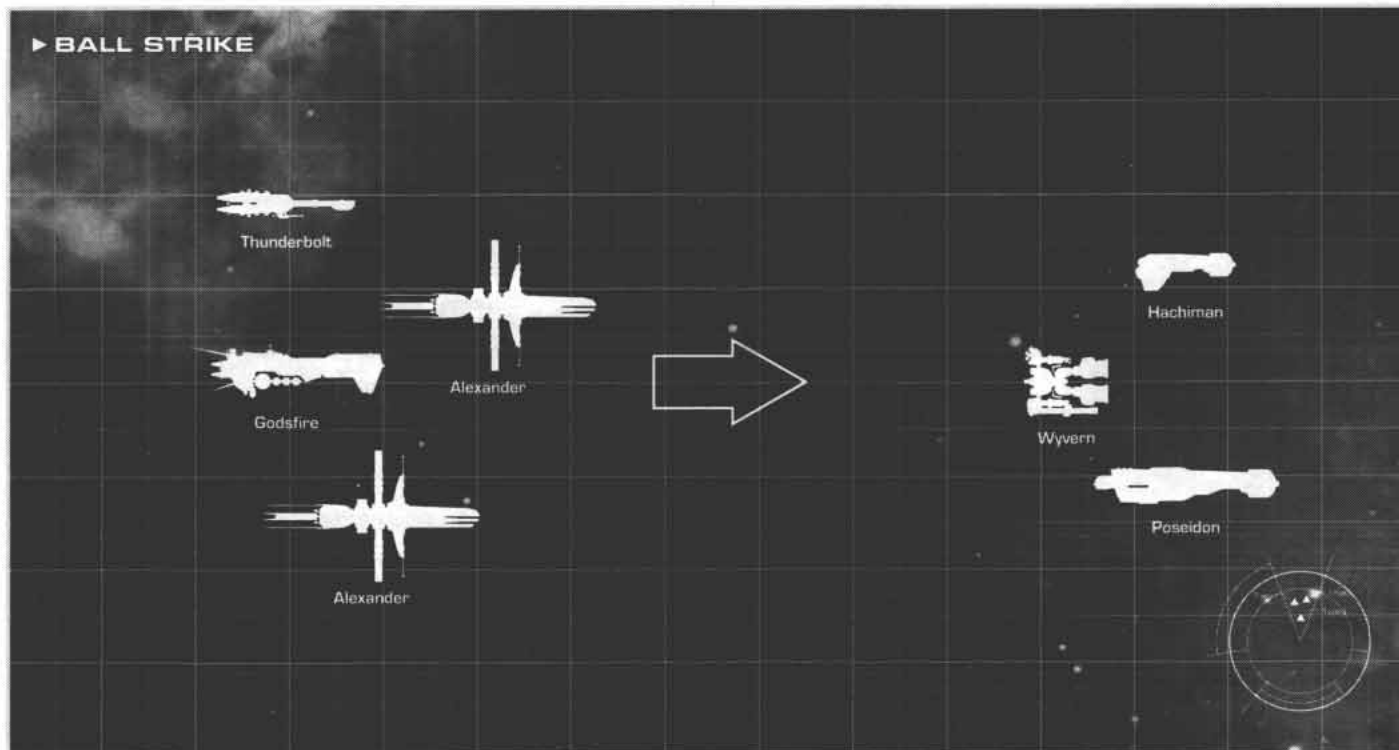 ▸ BALL STRIKE
Thunderbolt
Hachiman
Alexander
Godsfire
Wyvern
Poseidon
Alexander